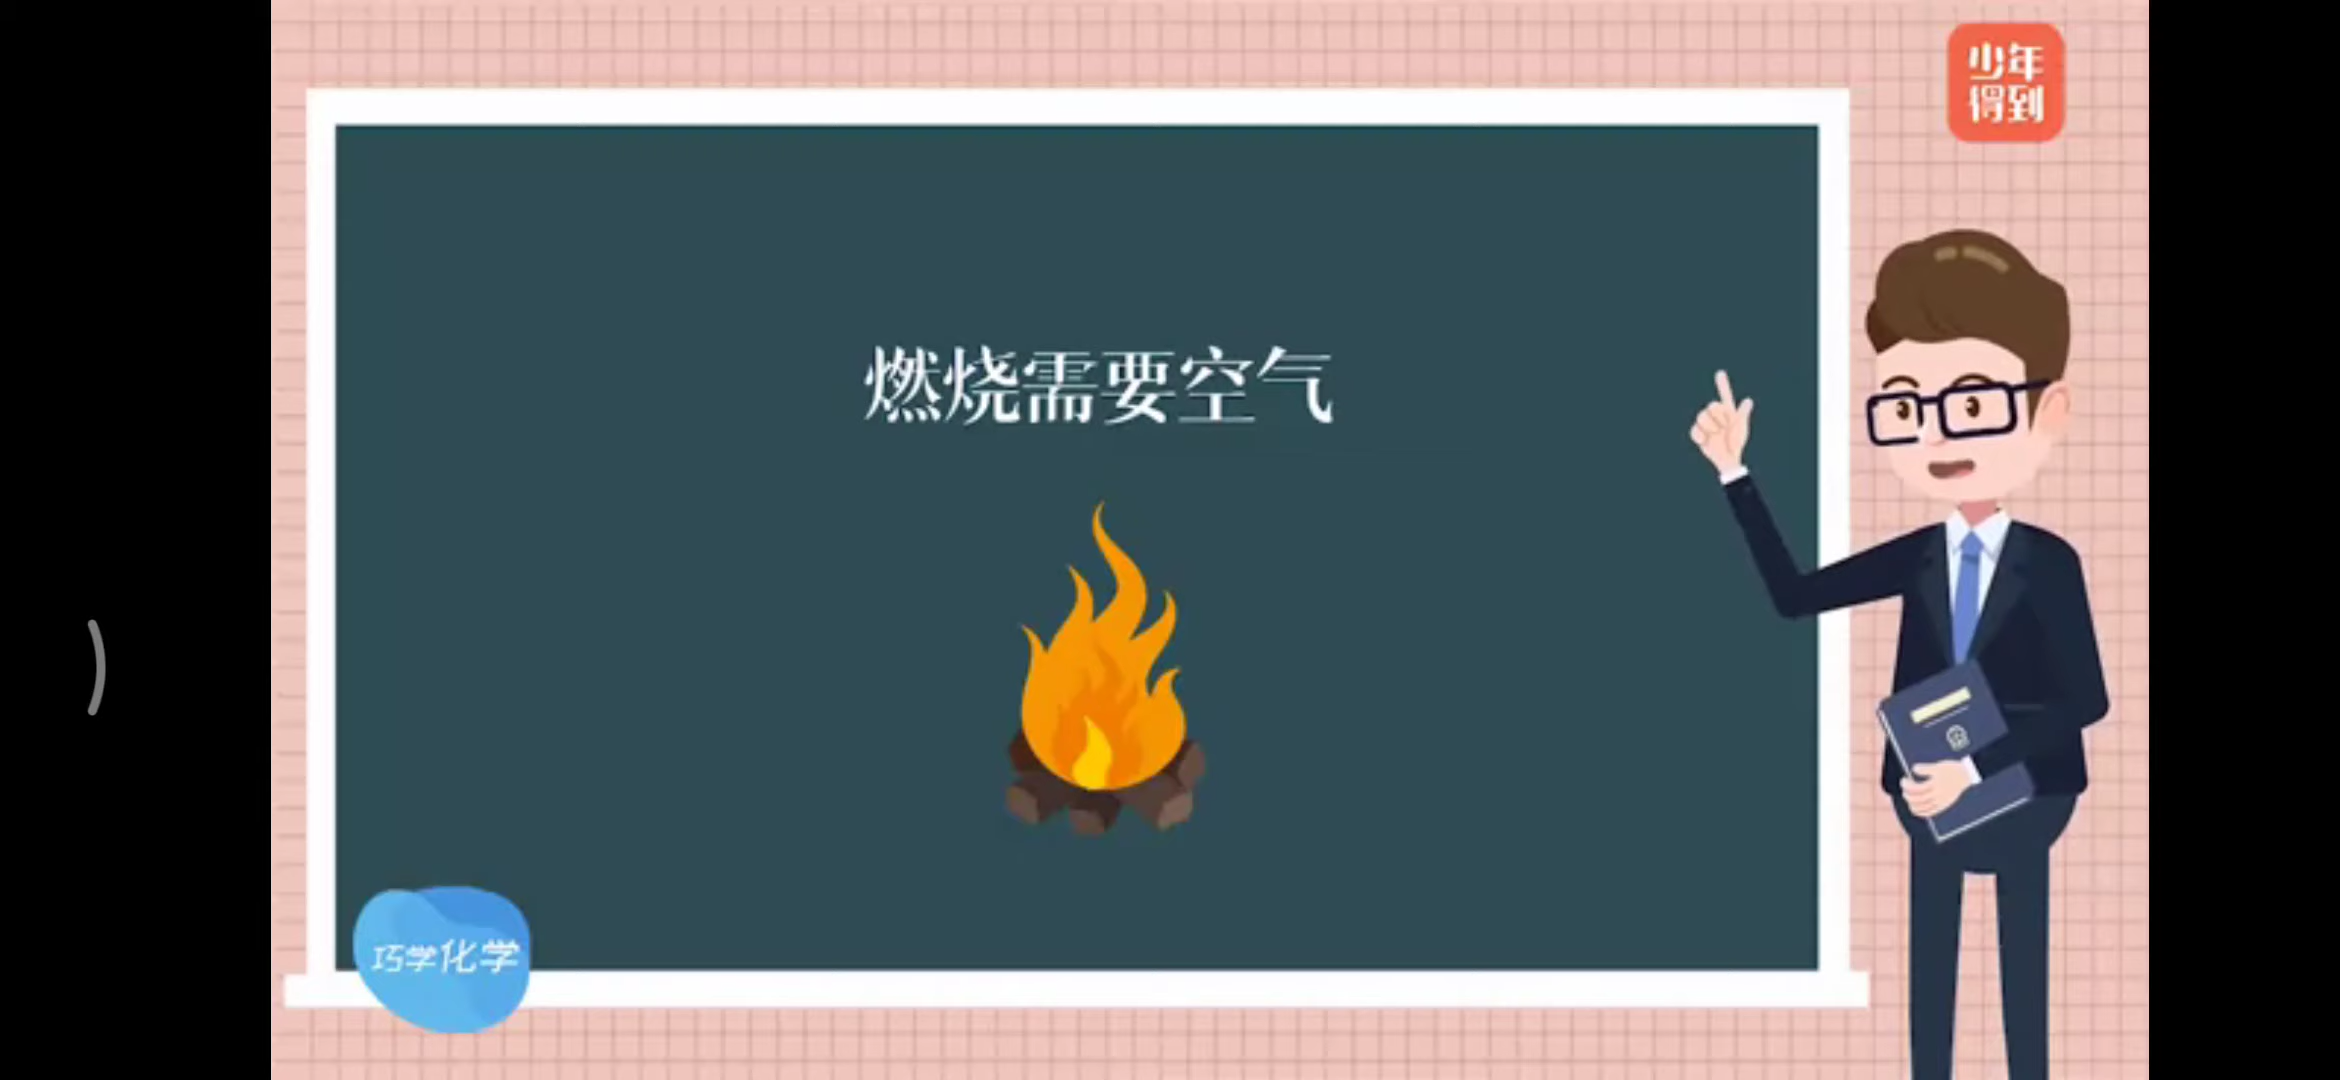 少年
得到
燃烧需要空气
巧学化学